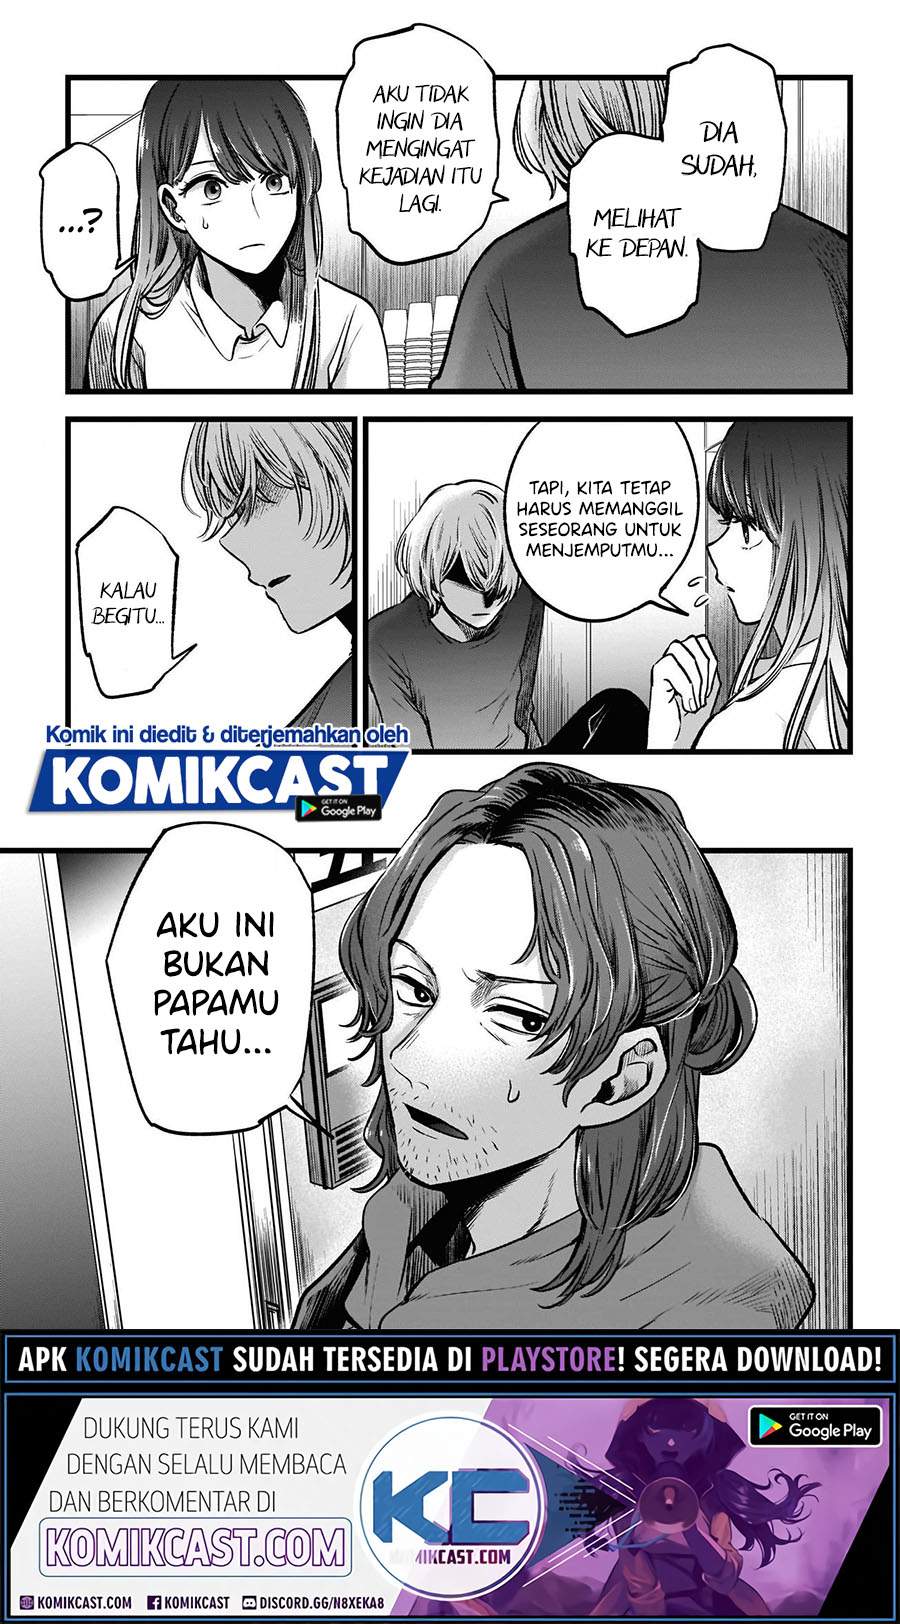 DIA
SUDAH,
MELIHAT
KE DEPAN.
AKU TIDAK
INGIN DIA
MENGINGAT
KEJADIAN ITU
LAGI.
...?
TAPI, KITA TETAP
HARUS MEMANGGIL
SESEORANG UNTUK
MENJEMPUTMU...
KALAU
BEGITU...
Komik ini diedit & diterjemahkan oleh
KOMIKCAST
GET IT ON
Google Play
AKU INI
BUKAN
PAPAMU
TAHU...
APK KOMIKCAST SUDAH TERSEDIA DI PLAYSTORE! SEGERA DOWNLOAD!
DUKUNG TERUS KAMI
DENGAN SELALU MEMBACA
DAN BERKOMENTAR DI
KOMIKCAST.COM
KOMIKCAST.COM KOMIKCAST DISCORD.GG/N8XEKA8
KC
KOMIKCAST.COM
GET IT ON
Google Play